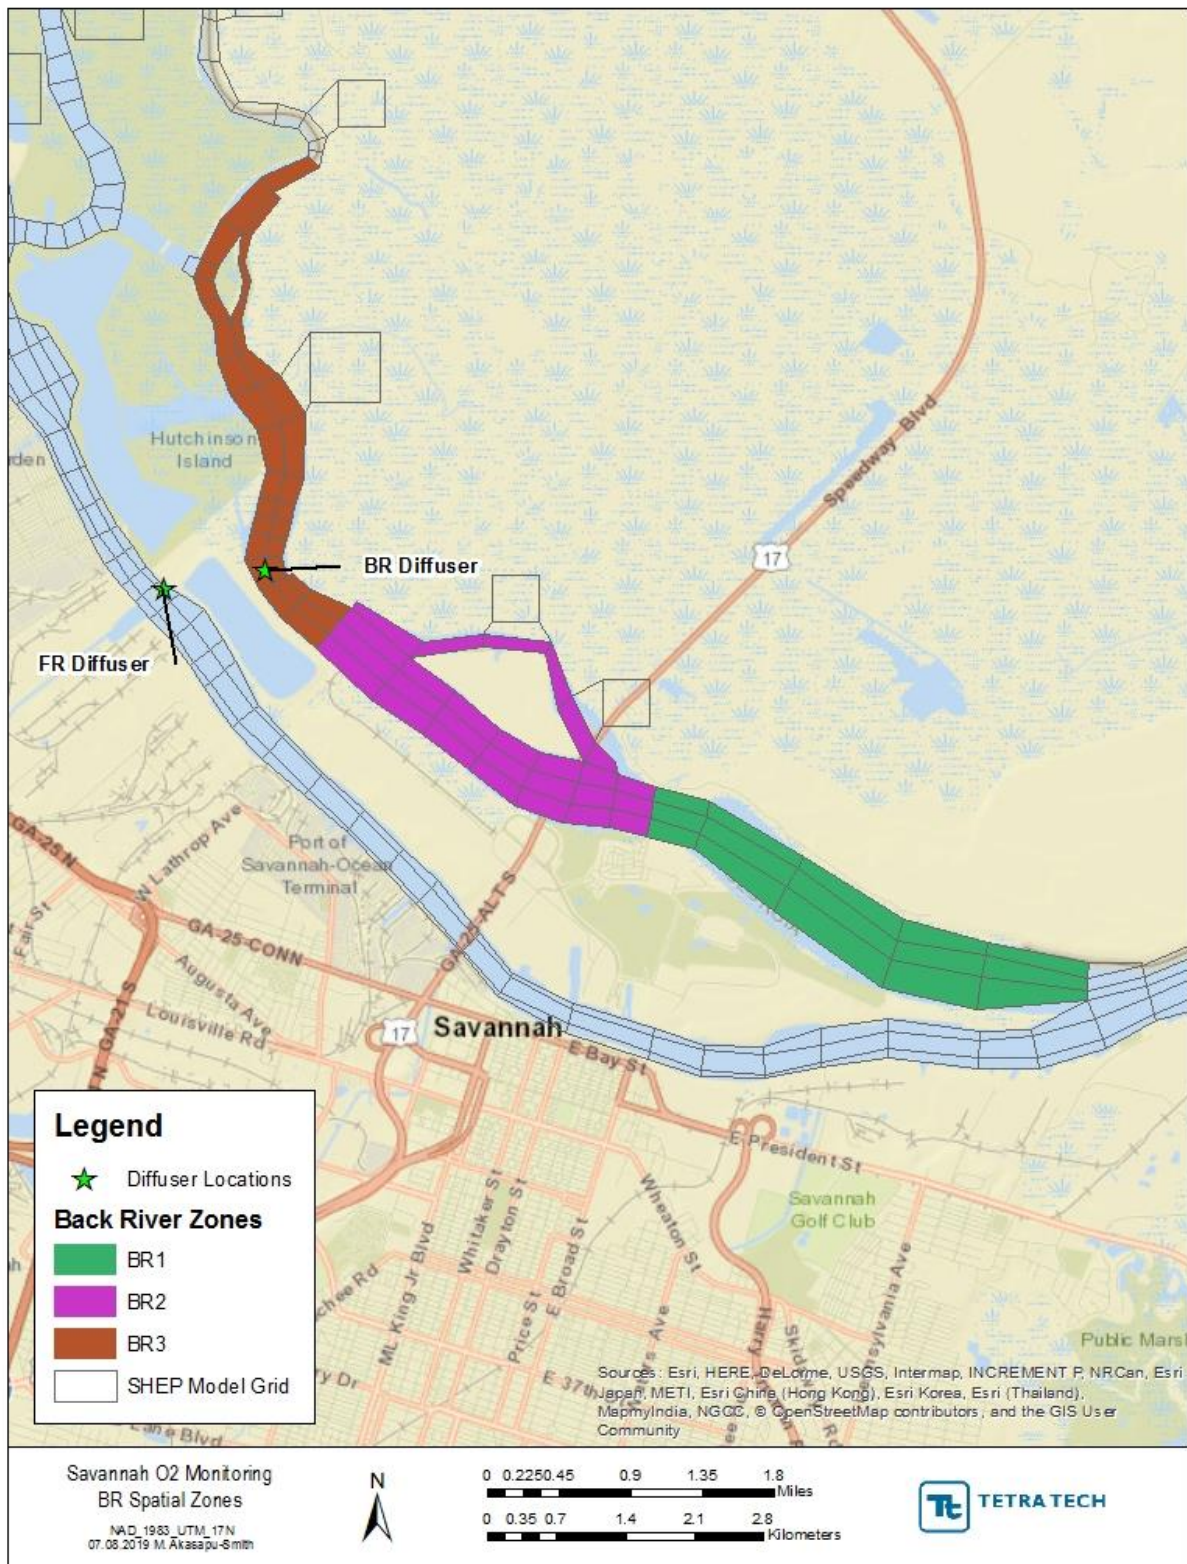 Hutchinson
Island
rden
BR Diffuser
FR Diffuser
Speedway Blvd
17
GA-25 N
W Lathrop Ave
Port of
Savannah-Ocean
Terminal
Fair St
GA-25-CONN
GA-25-ALT S
Augusta Ave
Louisville Rd
GA-21 S
N
17
Savannah
E Bay St
E President St
Savannah
Golf Club
Whitaker St
Drayton St
E Broad St
Wheaton St
ML King Jr Blvd
Price St
E 37th
Harry
Public Mars
Legend
Diffuser Locations
Back River Zones
BR1
BR2
BR3
SHEP Model Grid
Sources: Esri, HERE, DeLorme, USGS, Intermap, INCREMENT P, NRCan, Esri
Japan, METI, Esri China (Hong Kong), Esri Korea, Esri (Thailand),
MapmyIndia, NGCC, © OpenStreetMap contributors, and the GIS User
Community
Savannah O2 Monitoring
BR Spatial Zones
NAD_1983_UTM_17N
07.08.2019 M. Akasapu-Smith
N
0 0.225 0.45 0.9 1.35 1.8
Miles
0 0.35 0.7 1.4 2.1 2.8
Kilometers
Tt TETRA TECH